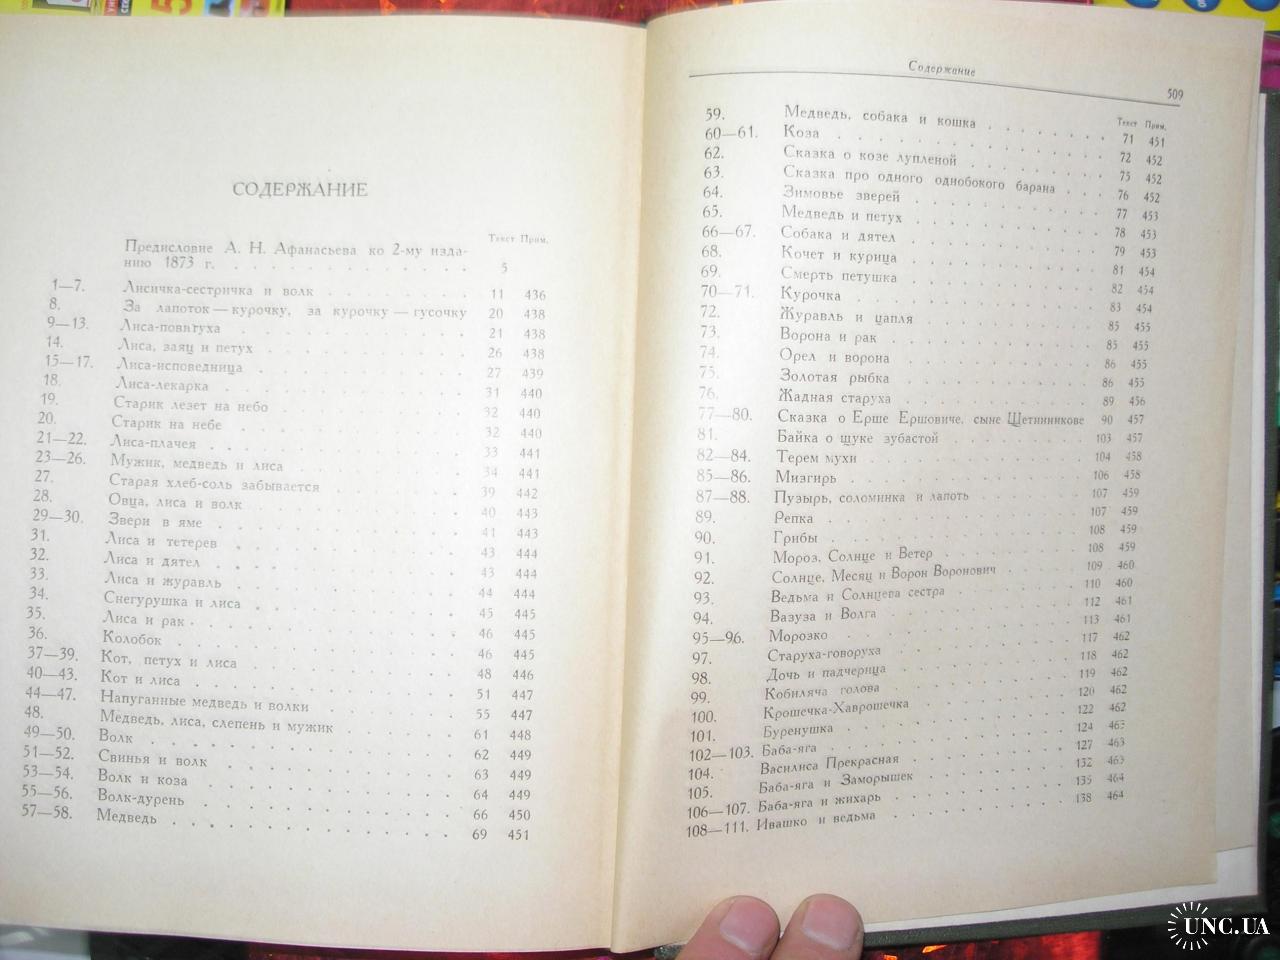 СОДЕРЖАНИЕ
Текст Прим.
Предисловие А. Н. Афанасьева ко 2-му изда-
нию 1873 г. 5
1—7. Лисичка-сестричка и волк 11 436
8. За лапоток — курочку, за курочку — гусочку 20 438
9—13. Лиса-повитуха 21 438
14. Лиса, заяц и петух 26 438
15—17. Лиса-исповедница 27 439
18. Лиса-лекарка 31 440
19. Старик лезет на небо 32 440
20. Старик на небе 32 440
21—22. Лиса-плачея 33 441
23—26. Мужик, медведь и лиса 34 441
27. Старая хлеб-соль забывается 39 442
28. Овца, лиса и волк 40 443
29—30. Звери в яме 41 443
31. Лиса и тетерев 43 444
32. Лиса и дятел 43 444
33. Лиса и журавль 44 444
34. Снегурушка и лиса 45 445
35. Лиса и рак 46 445
36. Колобок 46 445
37—39. Кот, петух и лиса 48 446
40—43. Кот и лиса 51 447
44—47. Напуганные медведь и волки 55 447
48. Медведь, лиса, слепень и мужик 61 448
49—50. Волк 62 449
51—52. Свинья и волк 63 449
53—54. Волк и коза 64 449
55—56. Волк-дурень 66 450
57—58. Медведь 69 451
Содержание
509
Текст Прим.
59. Медведь, собака и кошка 71 451
60—61. Коза 72 452
62. Сказка о козе лупленой 75 452
63. Сказка про одного однобокого барана 76 452
64. Зимовье зверей 77 453
65. Медведь и петух 78 453
66—67. Собака и дятел 79 453
68. Кочет и курица 81 454
69. Смерть петушка 82 454
70—71. Курочка 83 454
72. Журавль и цапля 85 455
73. Ворона и рак 85 455
74. Орел и ворона 86 455
75. Золотая рыбка 86 455
76. Жадная старуха 89 456
77—80. Сказка о Ерше Ершовиче, сыне Щетинникове 90 457
81. Байка о щуке зубастой 103 457
82—84. Терем мухи 104 458
85—86. Мизгирь 106 458
87—88. Пузырь, соломинка и лапоть 107 459
89. Репка 107 459
90. Грибы 108 459
91. Мороз, Солнце и Ветер 108 459
92. Солнце, Месяц и Ворон Воронович 109 460
93. Ведьма и Солнцева сестра 110 460
94. Вазуза и Волга 112 461
95—96. Морозко 113 461
97. Старуха-говоруха 117 462
98. Дочь и падчерица 118 462
99. Кобиляча голова 119 462
100. Крошечка-Хаврошечка 120 462
101. Буренушка 122 462
102—103. Баба-яга 124 463
104. Василиса Прекрасная 127 463
105. Баба-яга и Заморышек 132 463
106—107. Баба-яга и жихарь 135 464
108—111. Ивашко и ведьма 138 464
UNC.UA